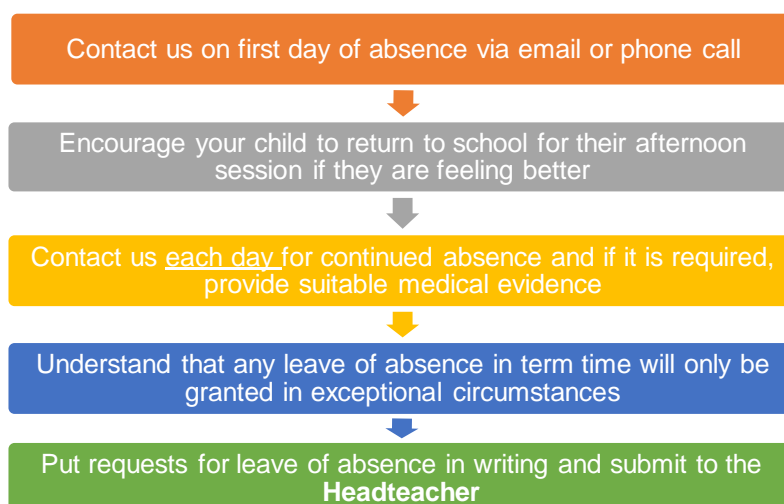 Contact us on first day of absence via email or phone call
Encourage your child to return to school for their afternoon
session if they are feeling better
Contact us each day for continued absence and if it is required,
provide suitable medical evidence
Understand that any leave of absence in term time will only be
granted in exceptional circumstances
Put requests for leave of absence in writing and submit to the
Headteacher